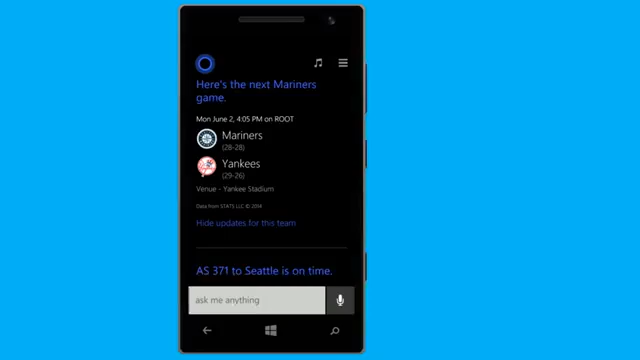 Here's the next Mariners
game.
Mon June 2, 4:05 PM on ROOT
Mariners
(28-28)
Yankees
(29-26)
Venue - Yankee Stadium
Data from STATS LLC © 2014
Hide updates for this team
AS 371 to Seattle is on time.
ask me anything